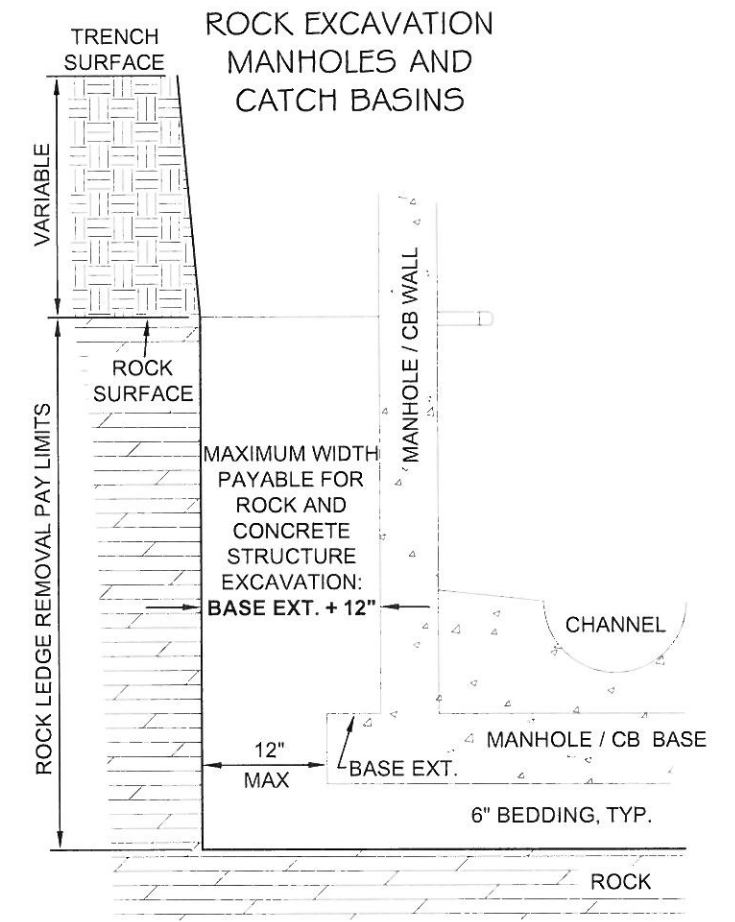 ROCK EXCAVATION
MANHOLES AND
CATCH BASINS
TRENCH
SURFACE
VARIABLE
ROCK
SURFACE
ROCK LEDGE REMOVAL PAY LIMITS
MANHOLE / CB WALL
MAXIMUM WIDTH
PAYABLE FOR
ROCK AND
CONCRETE
STRUCTURE
EXCAVATION:
BASE EXT. + 12"
CHANNEL
MANHOLE / CB BASE
12"
MAX
BASE EXT.
6" BEDDING, TYP.
ROCK